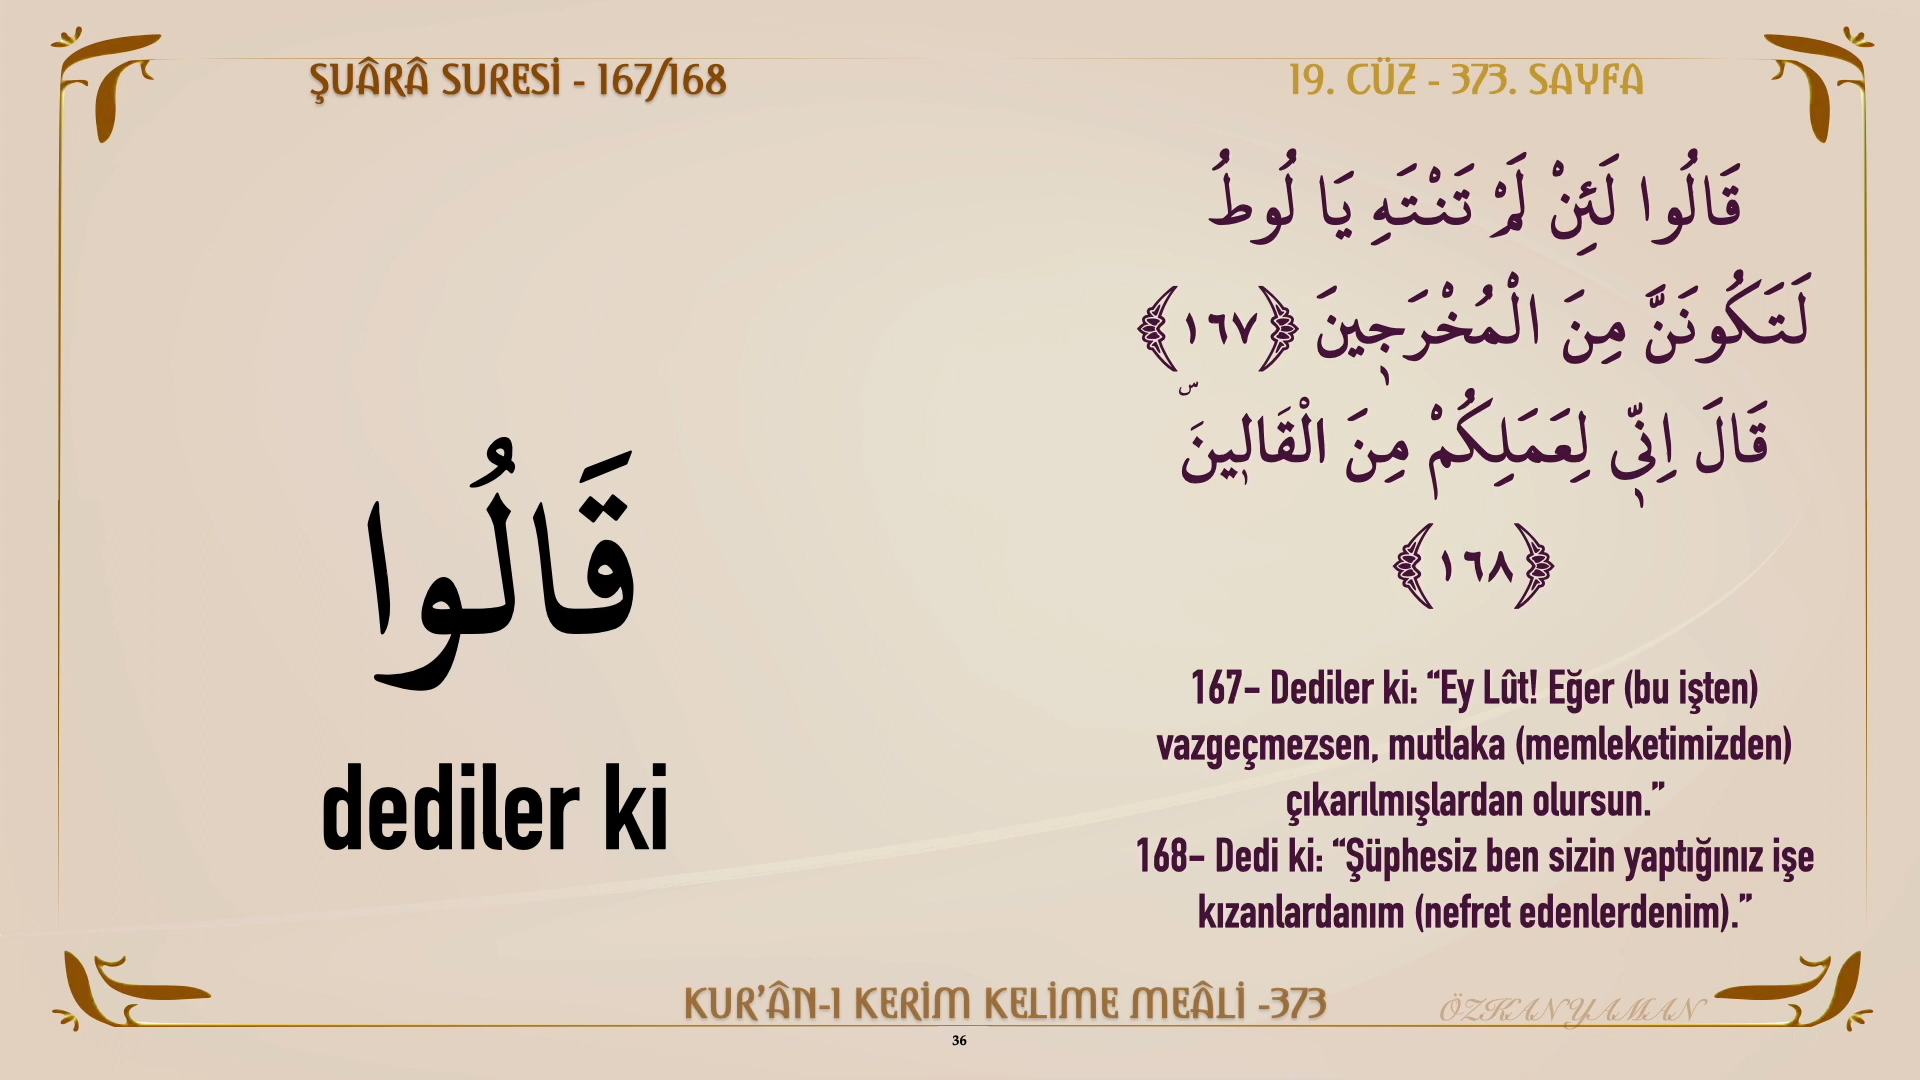 ŞUÂRÂ SURESİ - 167/168
19. CÜZ - 373. SAYFA
قَالُوا لَئِنْ لَمْ تَنْتَهِ يَا لُوطُ
لَتَكُونَنَّ مِنَ الْمُخْرَجٖينَ ﴿١٦٧﴾
قَالَ اِنّٖى لِعَمَلِكُمْ مِنَ الْقَالٖينَۜ
﴿١٦٨﴾
قَالُوا
dediler ki
167– Dediler ki: “Ey Lût! Eğer (bu işten)
vazgeçmezsen, mutlaka (memleketimizden)
çıkarılmışlardan olursun.”
168– Dedi ki: “Şüphesiz ben sizin yaptığınız işe
kızanlardanım (nefret edenlerdenim).”
KUR’ÂN-I KERİM KELİME MEÂLİ -373
ÖZKAN YAMAN
36